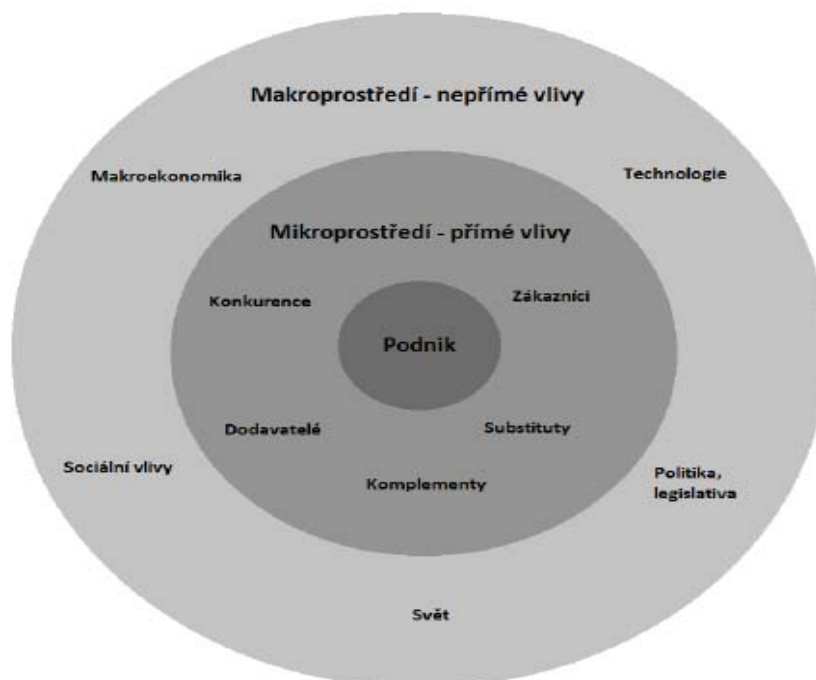 Makroprostředí - nepřímé vlivy
Makroekonomika
Technologie
Mikroprostředí - přímé vlivy
Konkurence
Zákazníci
Podnik
Dodavatelé
Substituty
Komplementy
Sociální vlivy
Politika,
legislativa
Svět